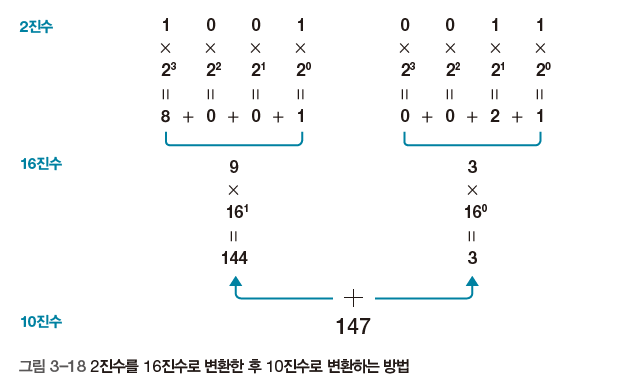 2진수 1 0 0 1 0 0 1 1
× × × × × × × ×
2³ 2² 2¹ 2⁰ 2³ 2² 2¹ 2⁰
= = = = = = = =
8 + 0 + 0 + 1 0 + 0 + 2 + 1
16진수 9 3
× ×
16¹ 16⁰
= =
144 3
+
10진수 147
그림 3-18 2진수를 16진수로 변환한 후 10진수로 변환하는 방법